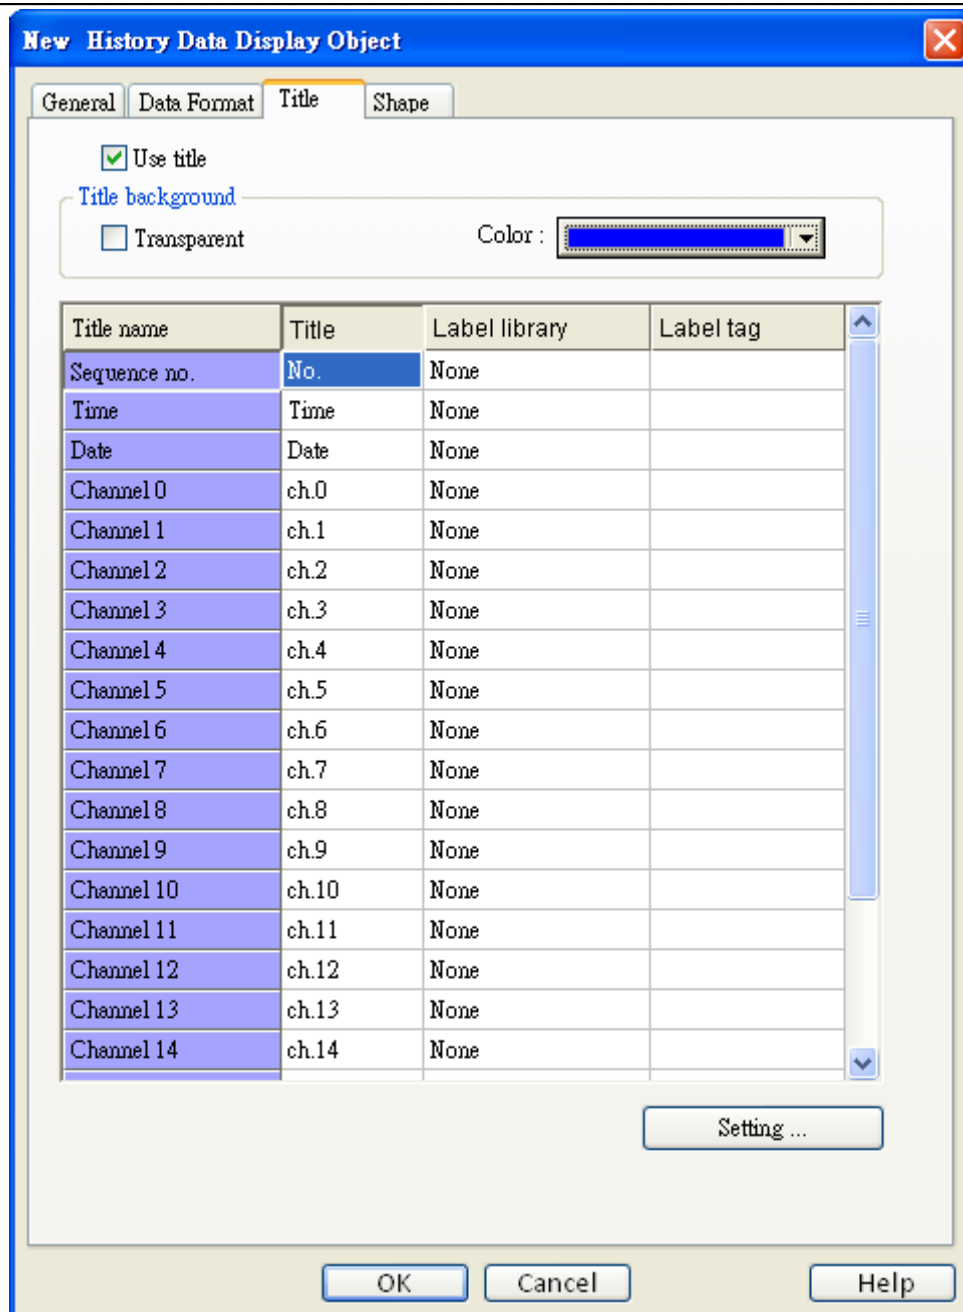 New History Data Display Object
General Data Format Title Shape
Use title
Title background
Transparent Color :
Title name Title Label library Label tag
Sequence no. No. None
Time Time None
Date Date None
Channel 0 ch.0 None
Channel 1 ch.1 None
Channel 2 ch.2 None
Channel 3 ch.3 None
Channel 4 ch.4 None
Channel 5 ch.5 None
Channel 6 ch.6 None
Channel 7 ch.7 None
Channel 8 ch.8 None
Channel 9 ch.9 None
Channel 10 ch.10 None
Channel 11 ch.11 None
Channel 12 ch.12 None
Channel 13 ch.13 None
Channel 14 ch.14 None
Setting ...
OK Cancel Help